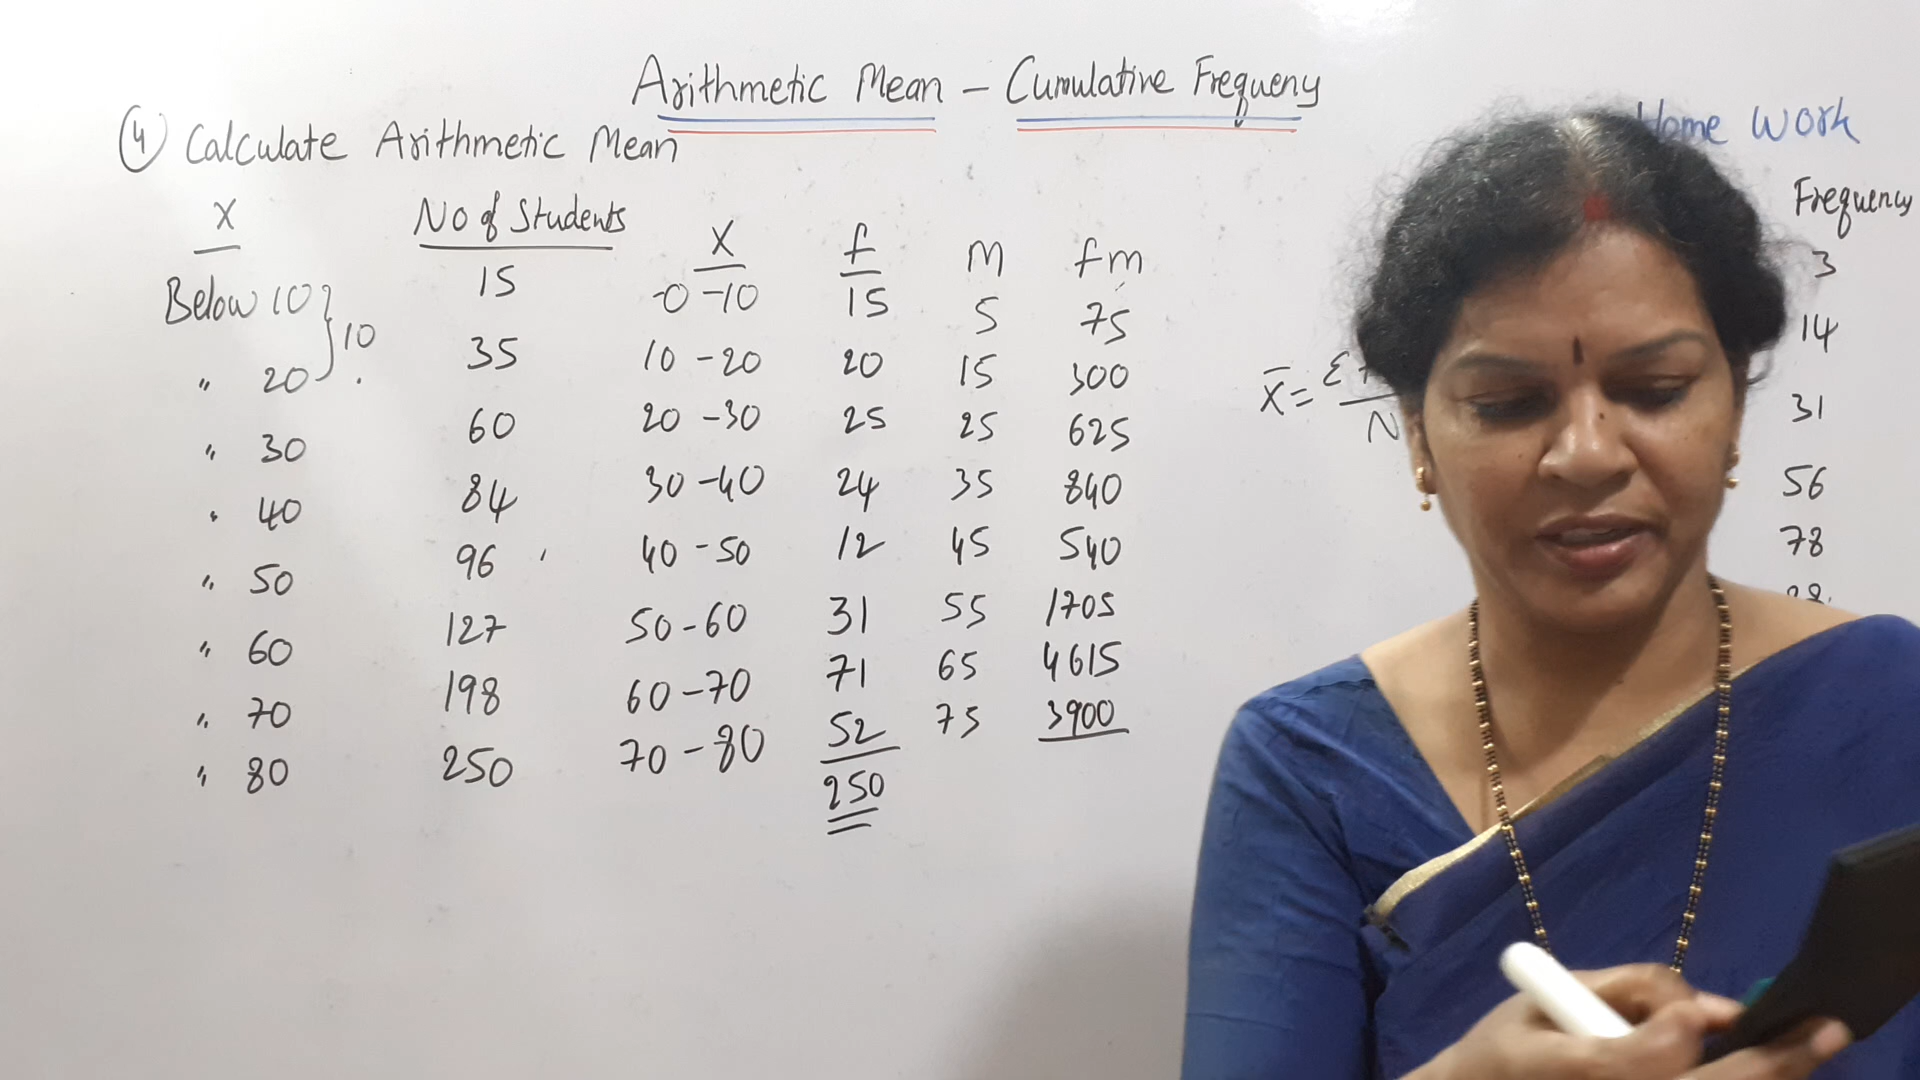 Arithmetic Mean - Cumulative Frequeny
④ Calculate Arithmetic Mean
Home Work
X No of Students X f m fm Frequency
Below 10 } 10 15 0-10 15 5 75 3
" 20 35 10-20 20 15 300 14
" 30 60 20-30 25 25 625 31
" 40 84 30-40 24 35 840 56
" 50 96 40-50 12 45 540 78
" 60 127 50-60 31 55 1705
" 70 198 60-70 71 65 4615
" 80 250 70-80 52 75 3900
250
X̄ = Σ
N